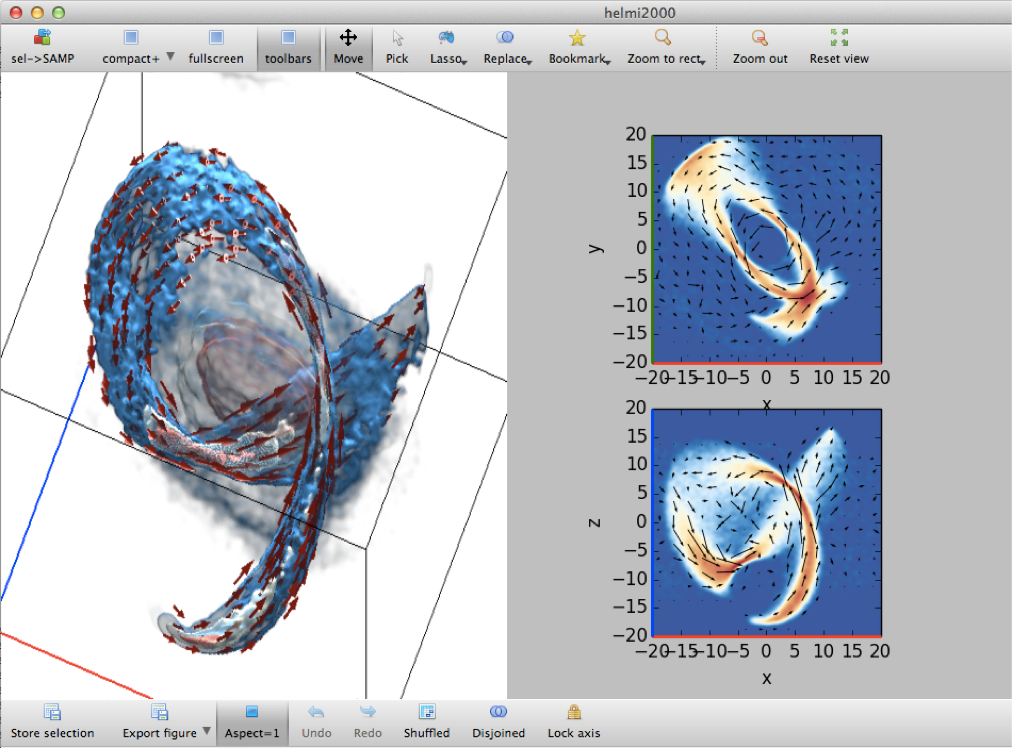 helmi2000
sel->SAMP compact+ fullscreen toolbars Move Pick Lasso Replace Bookmark Zoom to rect Zoom out Reset view
20
15
10
5
0
−5
−10
−15
−20
y
−20−15−10−5 0 5 10 15 20
x
20
15
10
5
0
−5
−10
−15
−20
z
−20−15−10−5 0 5 10 15 20
x
Store selection Export figure Aspect=1 Undo Redo Shuffled Disjoined Lock axis